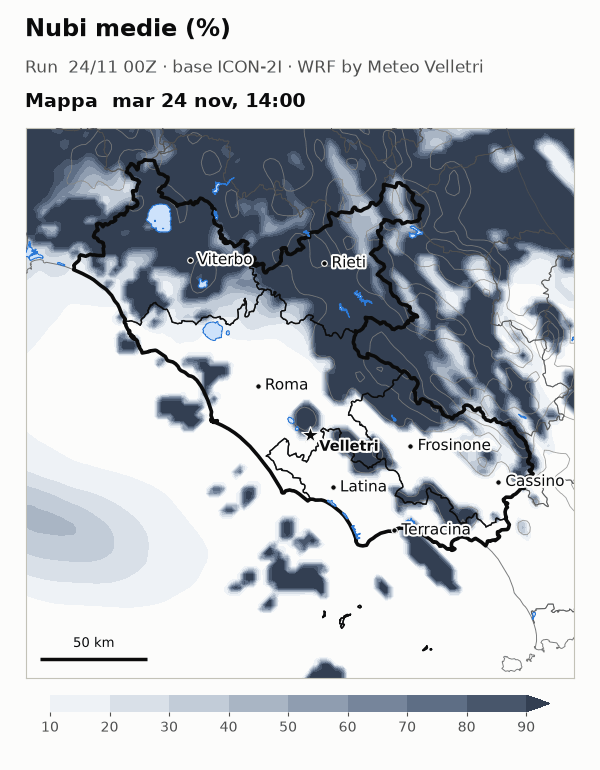 Nubi medie (%)
Run  24/11 00Z · base ICON-2I · WRF by Meteo Velletri
Mappa  mar 24 nov, 14:00
Viterbo
Rieti
Roma
Velletri
Frosinone
Cassino
Latina
Terracina
50 km
10 20 30 40 50 60 70 80 90